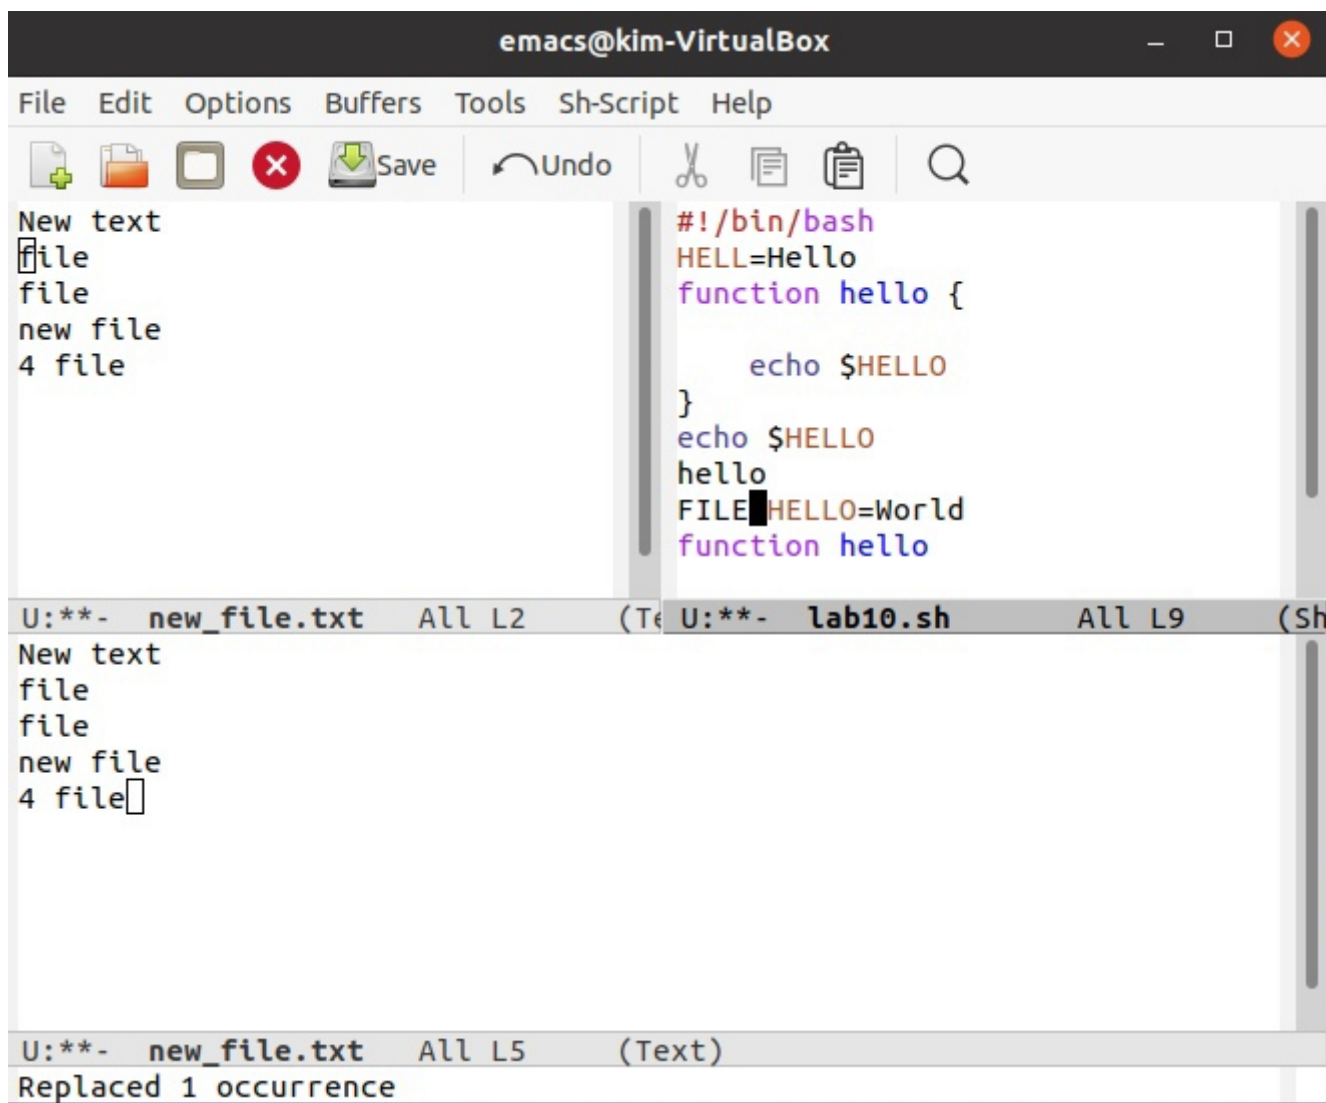 emacs@kim-VirtualBox
File Edit Options Buffers Tools Sh-Script Help
Save Undo
New text
file
file
new file
4 file
U:**- new_file.txt All L2 (Te
#!/bin/bash
HELL=Hello
function hello {
echo $HELLO
}
echo $HELLO
hello
FILE HELLO=World
function hello
U:**- lab10.sh All L9 (Sh
New text
file
file
new file
4 file
U:**- new_file.txt All L5 (Text)
Replaced 1 occurrence